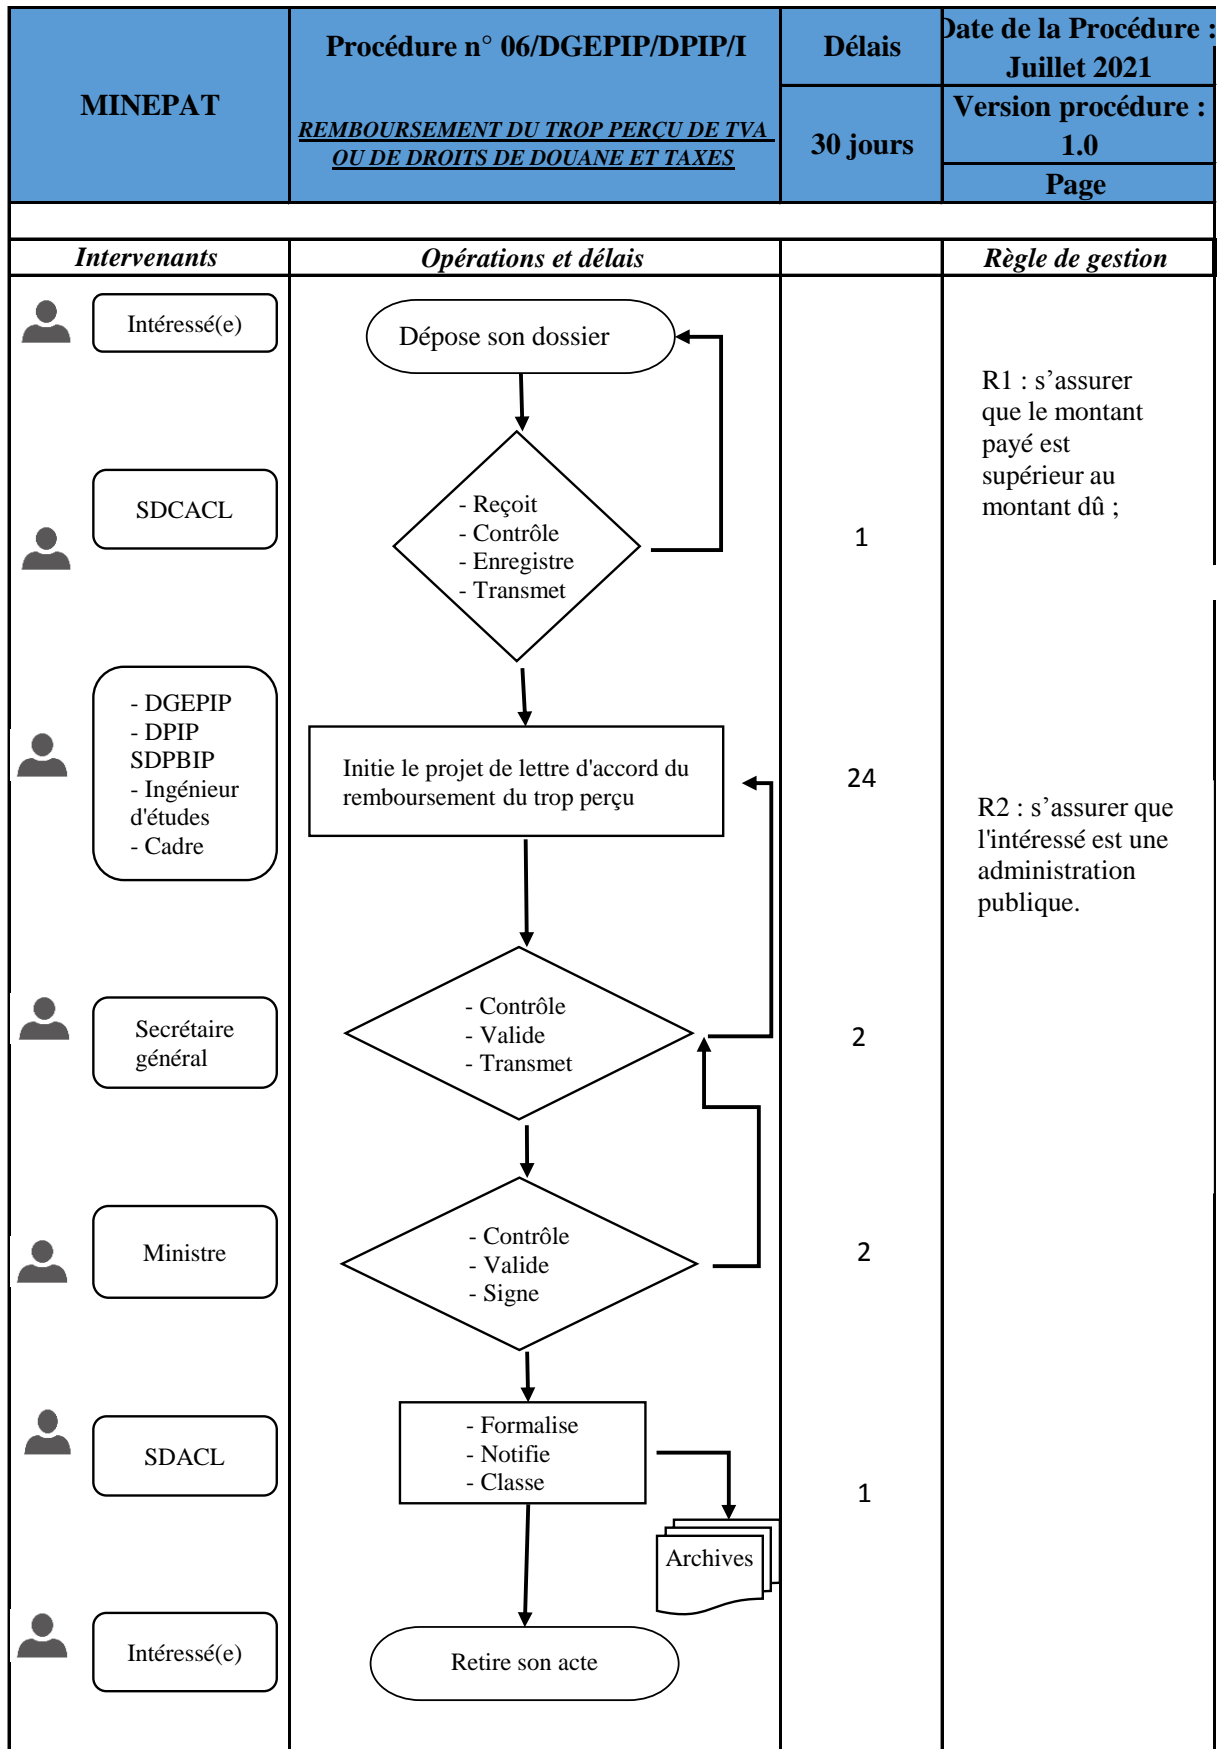 MINEPAT
Procédure n° 06/DGEPIP/DPIP/I
REMBOURSEMENT DU TROP PERÇU DE TVA
OU DE DROITS DE DOUANE ET TAXES
Délais
30 jours
Date de la Procédure :
Juillet 2021
Version procédure :
1.0
Page
Intervenants
Opérations et délais
Règle de gestion
Intéressé(e)
Dépose son dossier
R1 : s’assurer
que le montant
payé est
supérieur au
montant dû ;
SDCACL
- Reçoit
- Contrôle
- Enregistre
- Transmet
1
- DGEPIP
- DPIP
SDPBIP
- Ingénieur
d'études
- Cadre
Initie le projet de lettre d'accord du
remboursement du trop perçu
24
R2 : s’assurer que
l'intéressé est une
administration
publique.
Secrétaire
général
- Contrôle
- Valide
- Transmet
2
Ministre
- Contrôle
- Valide
- Signe
2
SDACL
- Formalise
- Notifie
- Classe
1
Archives
Intéressé(e)
Retire son acte